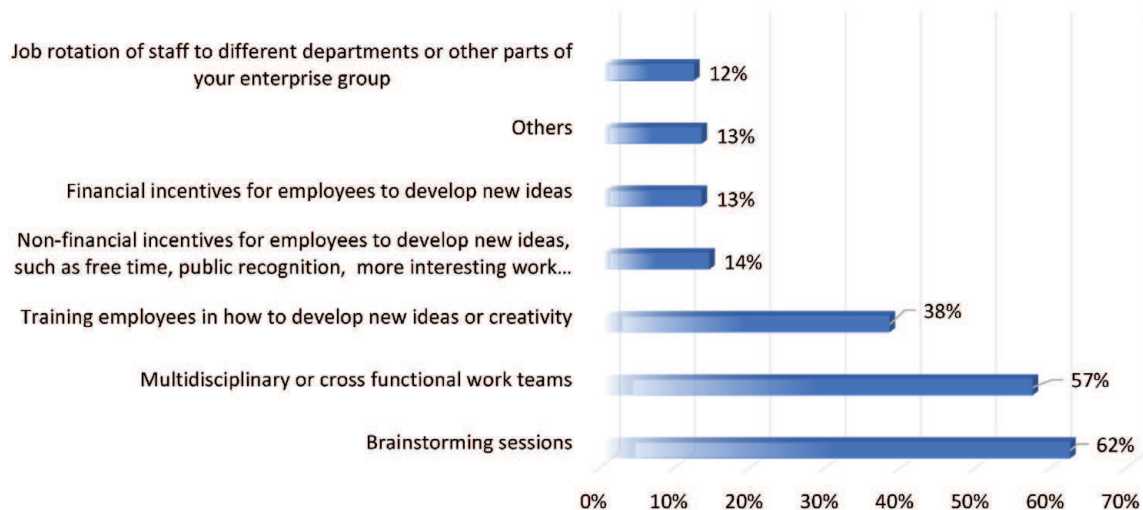 Job rotation of staff to different departments or other parts of
your enterprise group
12%
Others
13%
Financial incentives for employees to develop new ideas
13%
Non-financial incentives for employees to develop new ideas,
such as free time, public recognition, more interesting work…
14%
Training employees in how to develop new ideas or creativity
38%
Multidisciplinary or cross functional work teams
57%
Brainstorming sessions
62%
0% 10% 20% 30% 40% 50% 60% 70%